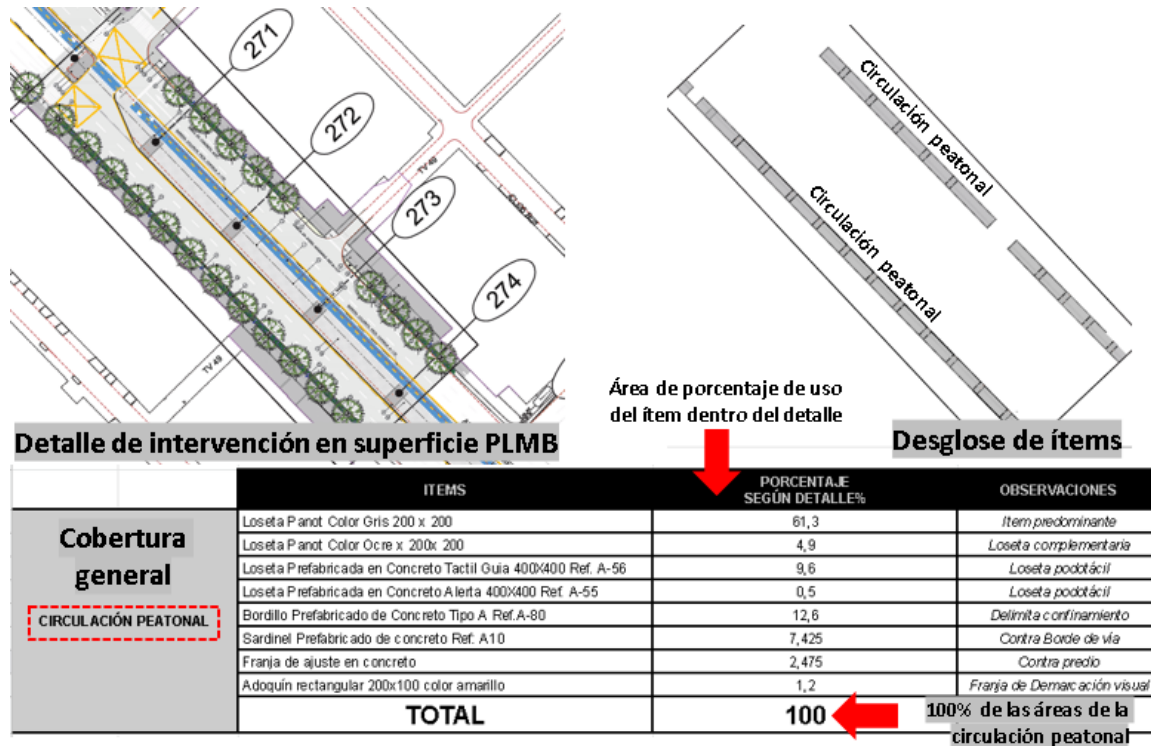 271
272
273
274
TV 49
TV 49
Detalle de intervención en superficie PLMB
Circulación peatonal
Circulación peatonal
Área de porcentaje de uso
del ítem dentro del detalle
Desglose de ítems
ITEMS PORCENTAJE SEGÚN DETALLE% OBSERVACIONES
Cobertura
general
CIRCULACIÓN PEATONAL
Loseta Panot Color Gris 200 x 200 61,3 Item predominante
Loseta Panot Color Ocre x 200x 200 4,9 Loseta complementaria
Loseta Prefabricada en Concreto Tactil Guia 400X400 Ref. A-56 9,6 Loseta podotácil
Loseta Prefabricada en Concreto Alerta 400X400 Ref. A-55 0,5 Loseta podotácil
Bordillo Prefabricado de Concreto Tipo A Ref.A-80 12,6 Delimita confinamiento
Sardinel Prefabricado de concreto Ref. A10 7,425 Contra Borde de vía
Franja de ajuste en concreto 2,475 Contra predio
Adoquín rectangular 200x100 color amarillo 1,2 Franja de Demarcación visual
TOTAL 100
100% de las áreas de la
circulación peatonal